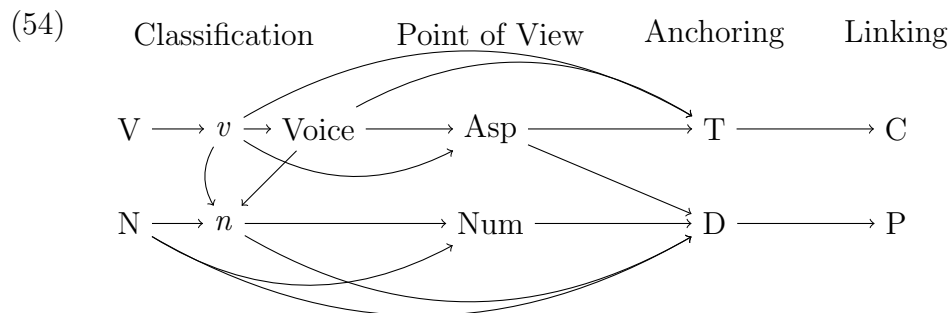 (54) Classification Point of View Anchoring Linking
V v Voice Asp T C
N n Num D P